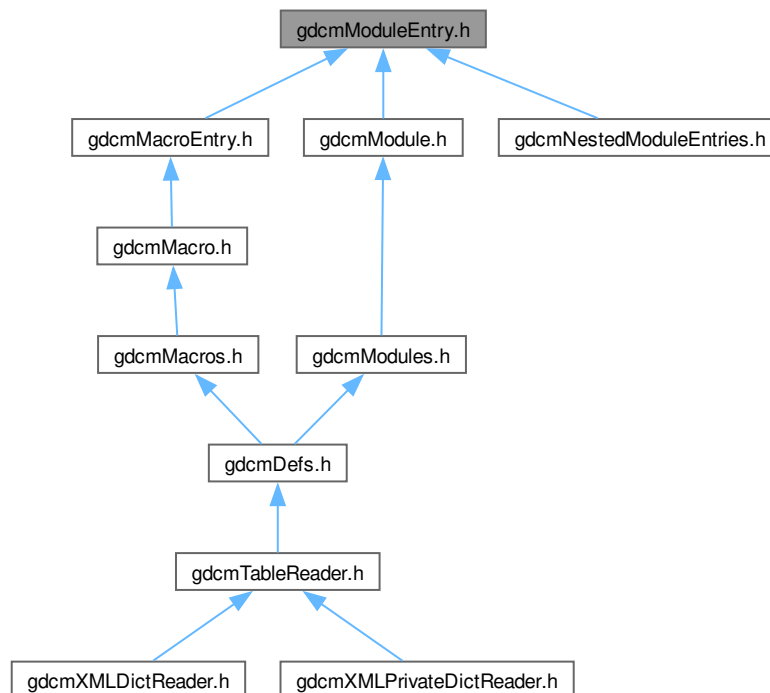 gdcmModuleEntry.h
gdcmMacroEntry.h
gdcmModule.h
gdcmNestedModuleEntries.h
gdcmMacro.h
gdcmMacros.h
gdcmModules.h
gdcmDefs.h
gdcmTableReader.h
gdcmXMLDictReader.h
gdcmXMLPrivateDictReader.h